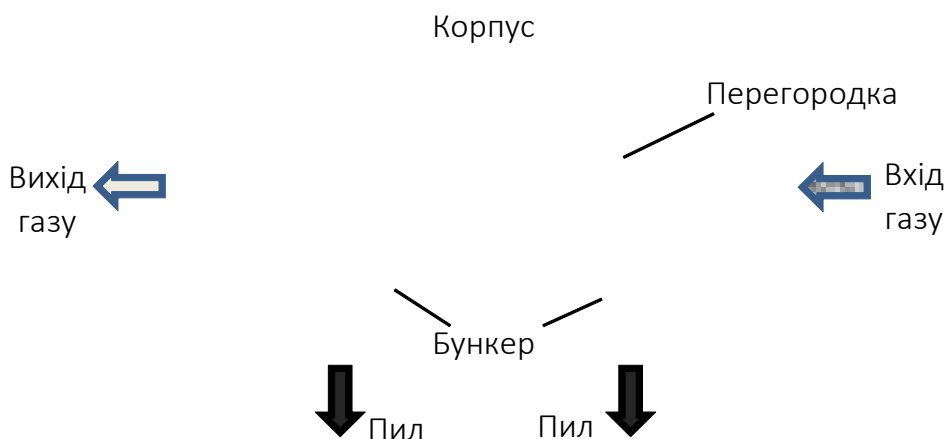 Корпус
Перегородка
Вихід
газу
Вхід
газу
Бункер
Пил
Пил